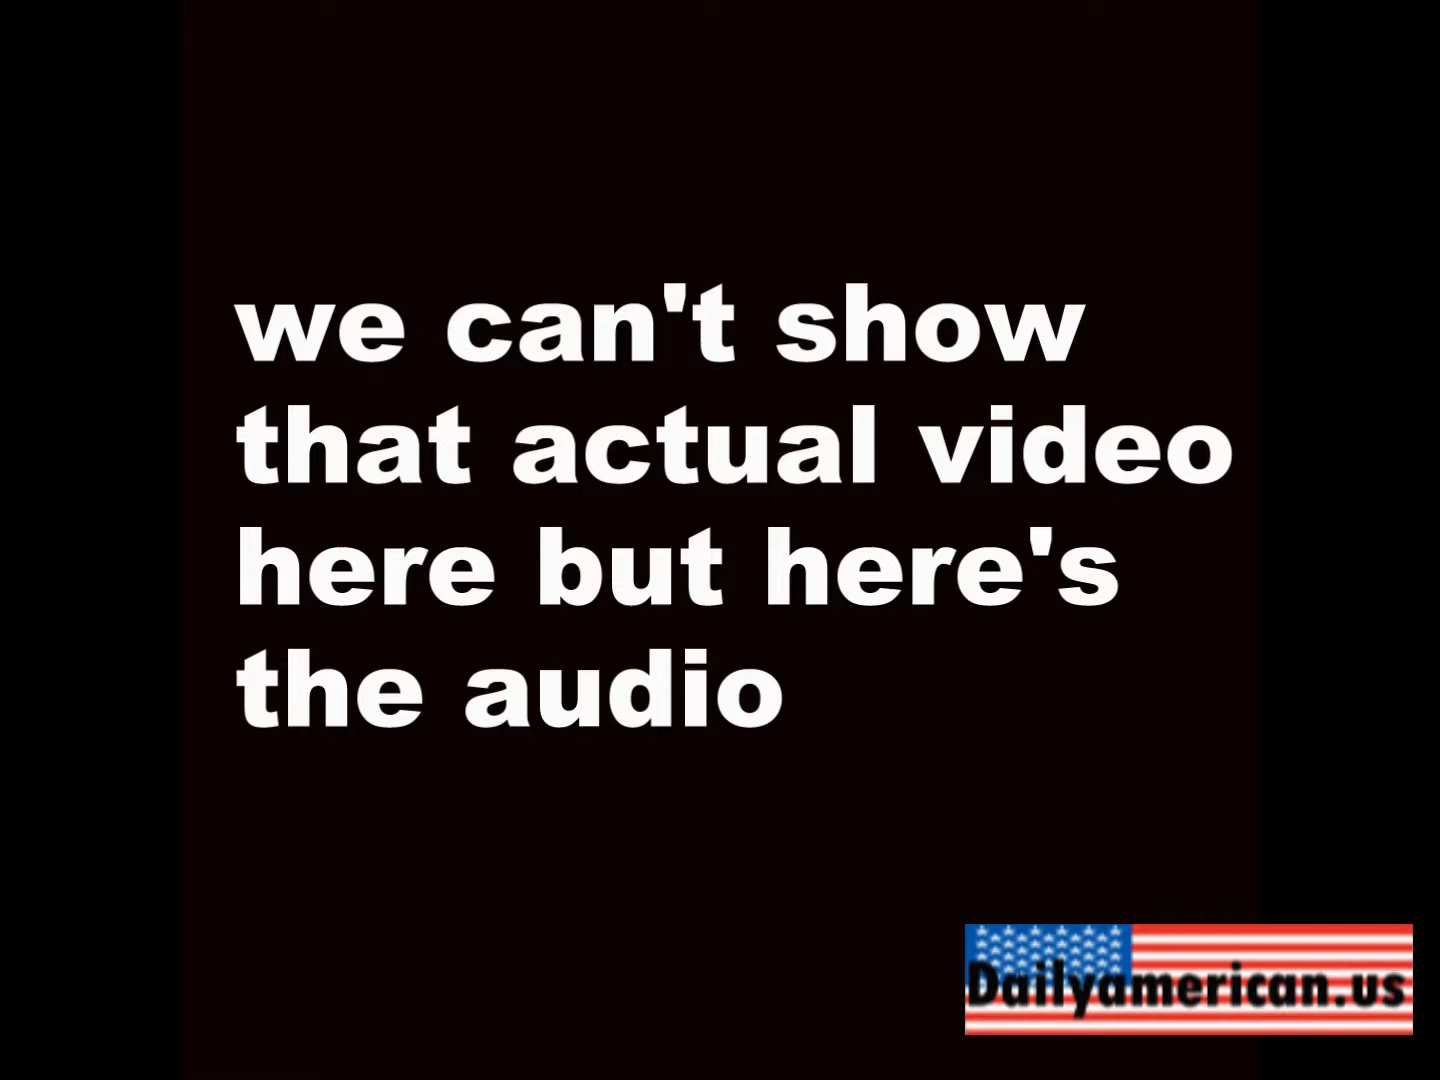 we can't show
that actual video
here but here's
the audio
Dailyamerican.us